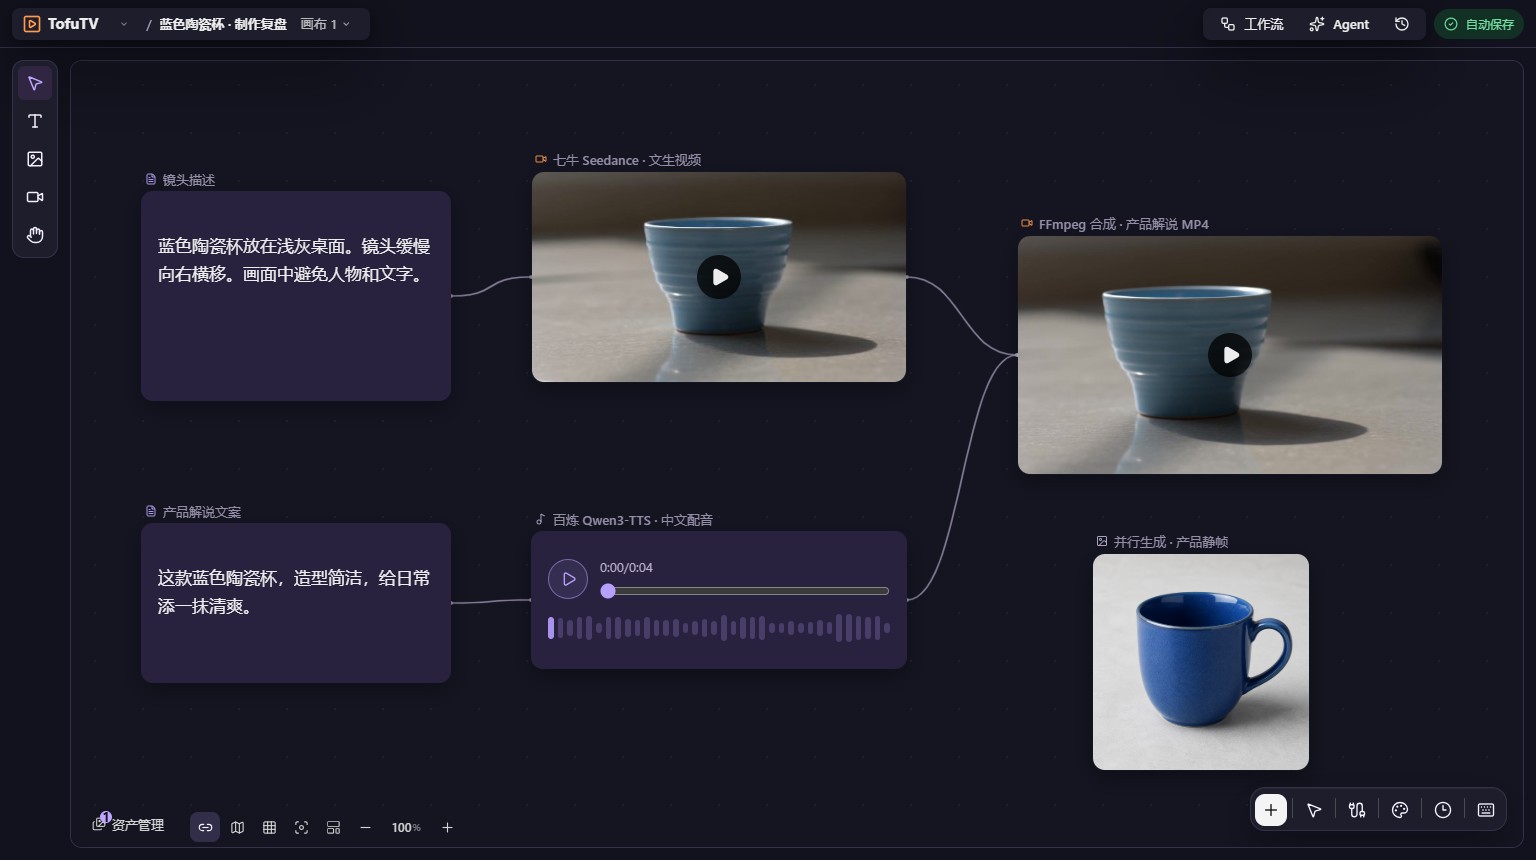 TofuTV / 蓝色陶瓷杯 · 制作复盘 画布 1
工作流 Agent 自动保存
镜头描述
蓝色陶瓷杯放在浅灰桌面。镜头缓慢
向右横移。画面中避免人物和文字。
七牛 Seedance · 文生视频
FFmpeg 合成 · 产品解说 MP4
产品解说文案
这款蓝色陶瓷杯，造型简洁，给日常
添一抹清爽。
百炼 Qwen3-TTS · 中文配音
0:00/0:04
并行生成 · 产品静帧
1
资产管理
100%